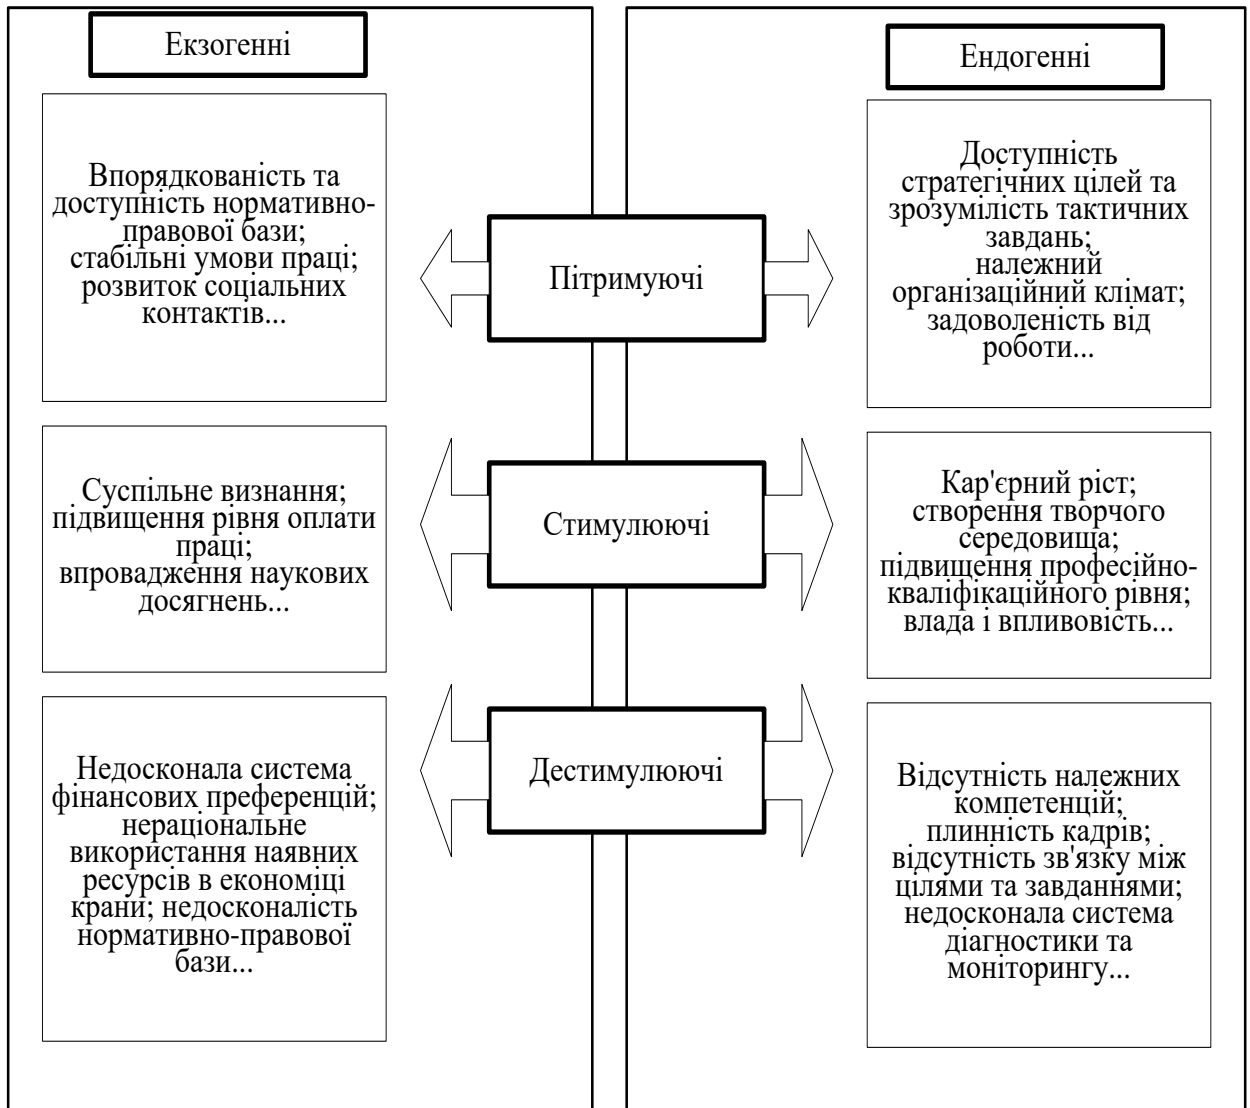 Екзогенні
Ендогенні
Впорядкованість та
доступність нормативно-
правової бази;
стабільні умови праці;
розвиток соціальних
контактів...
Пітримуючі
Доступність
стратегічних цілей та
зрозумілість тактичних
завдань;
належний
організаційний клімат;
задоволеність від
роботи...
Суспільне визнання;
підвищення рівня оплати
праці;
впровадження наукових
досягнень...
Стимулюючі
Кар'єрний ріст;
створення творчого
середовища;
підвищення професійно-
кваліфікаційного рівня;
влада і впливовість...
Недосконала система
фінансових преференцій;
нераціональне
використання наявних
ресурсів в економіці
крани; недосконалість
нормативно-правової
бази...
Дестимулюючі
Відсутність належних
компетенцій;
плинність кадрів;
відсутність зв'язку між
цілями та завданнями;
недосконала система
діагностики та
моніторингу...